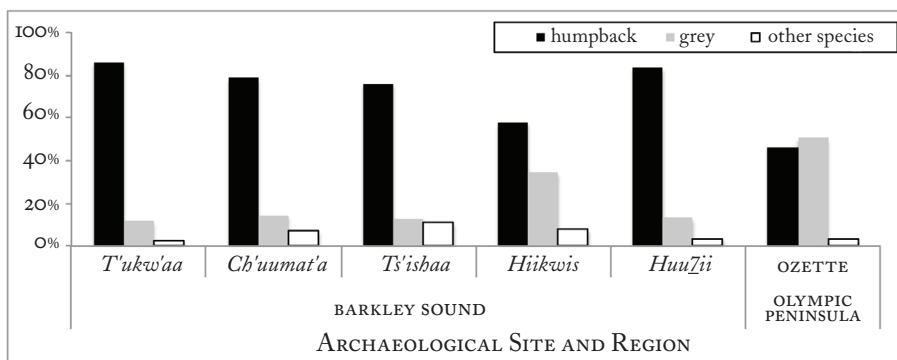 100%
■ humpback ■ grey □ other species
80%
60%
40%
20%
0%
T'ukw'aa Ch'uumat'a Ts'ishaa Hiikwis Huu7ii OZETTE
BARKLEY SOUND OLYMPIC
PENINSULA
ARCHAEOLOGICAL SITE AND REGION